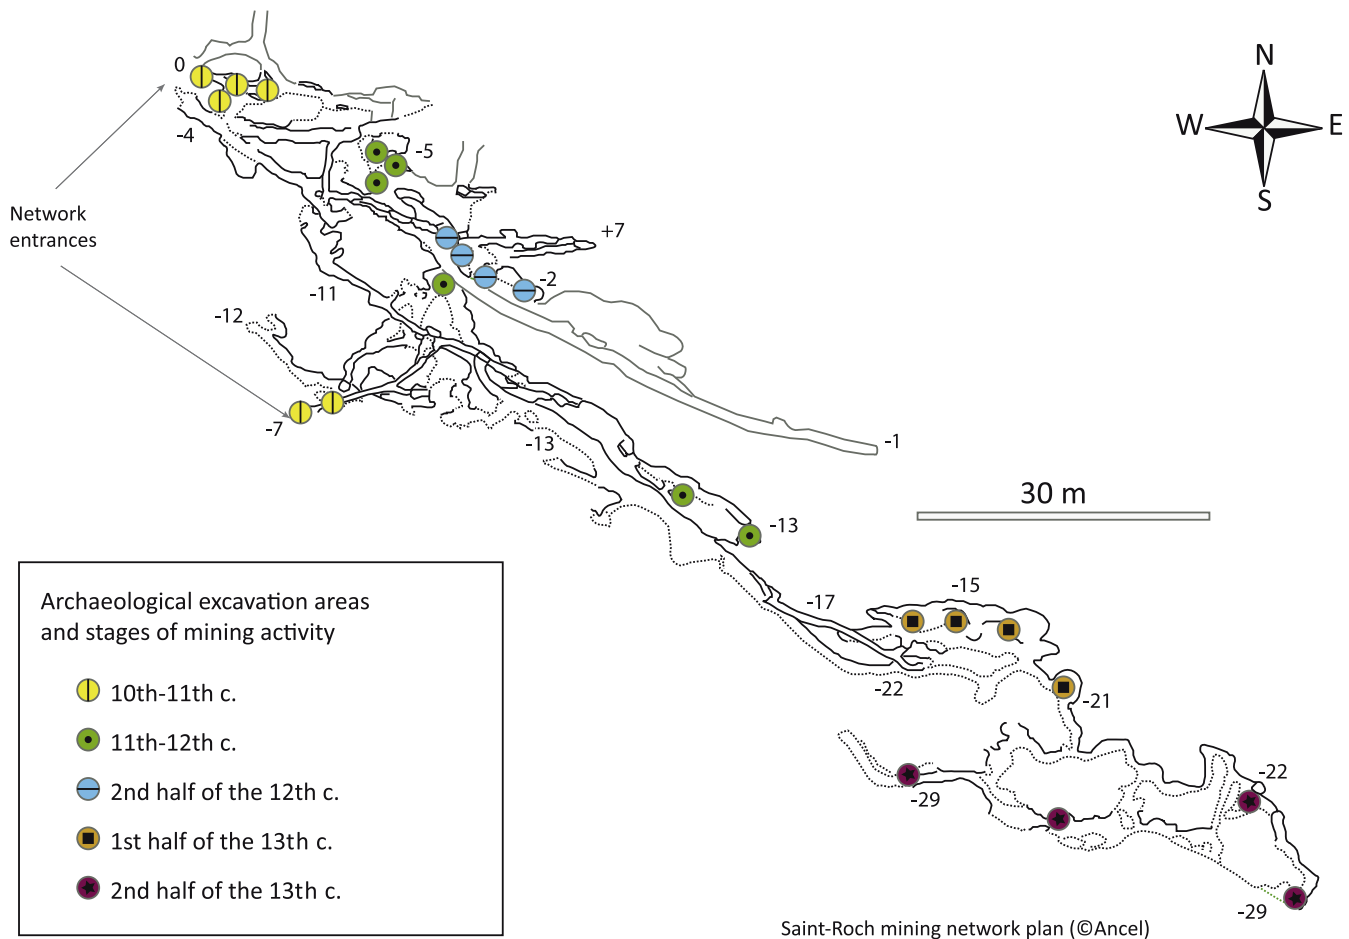 N
W E
S
0
-4
-5
Network
entrances
+7
-2
-11
-12
-7
-13
-1
30 m
-13
-15
-17
-22
-21
-22
-29
-29
Archaeological excavation areas
and stages of mining activity
10th-11th c.
11th-12th c.
2nd half of the 12th c.
1st half of the 13th c.
2nd half of the 13th c.
Saint-Roch mining network plan (©Ancel)